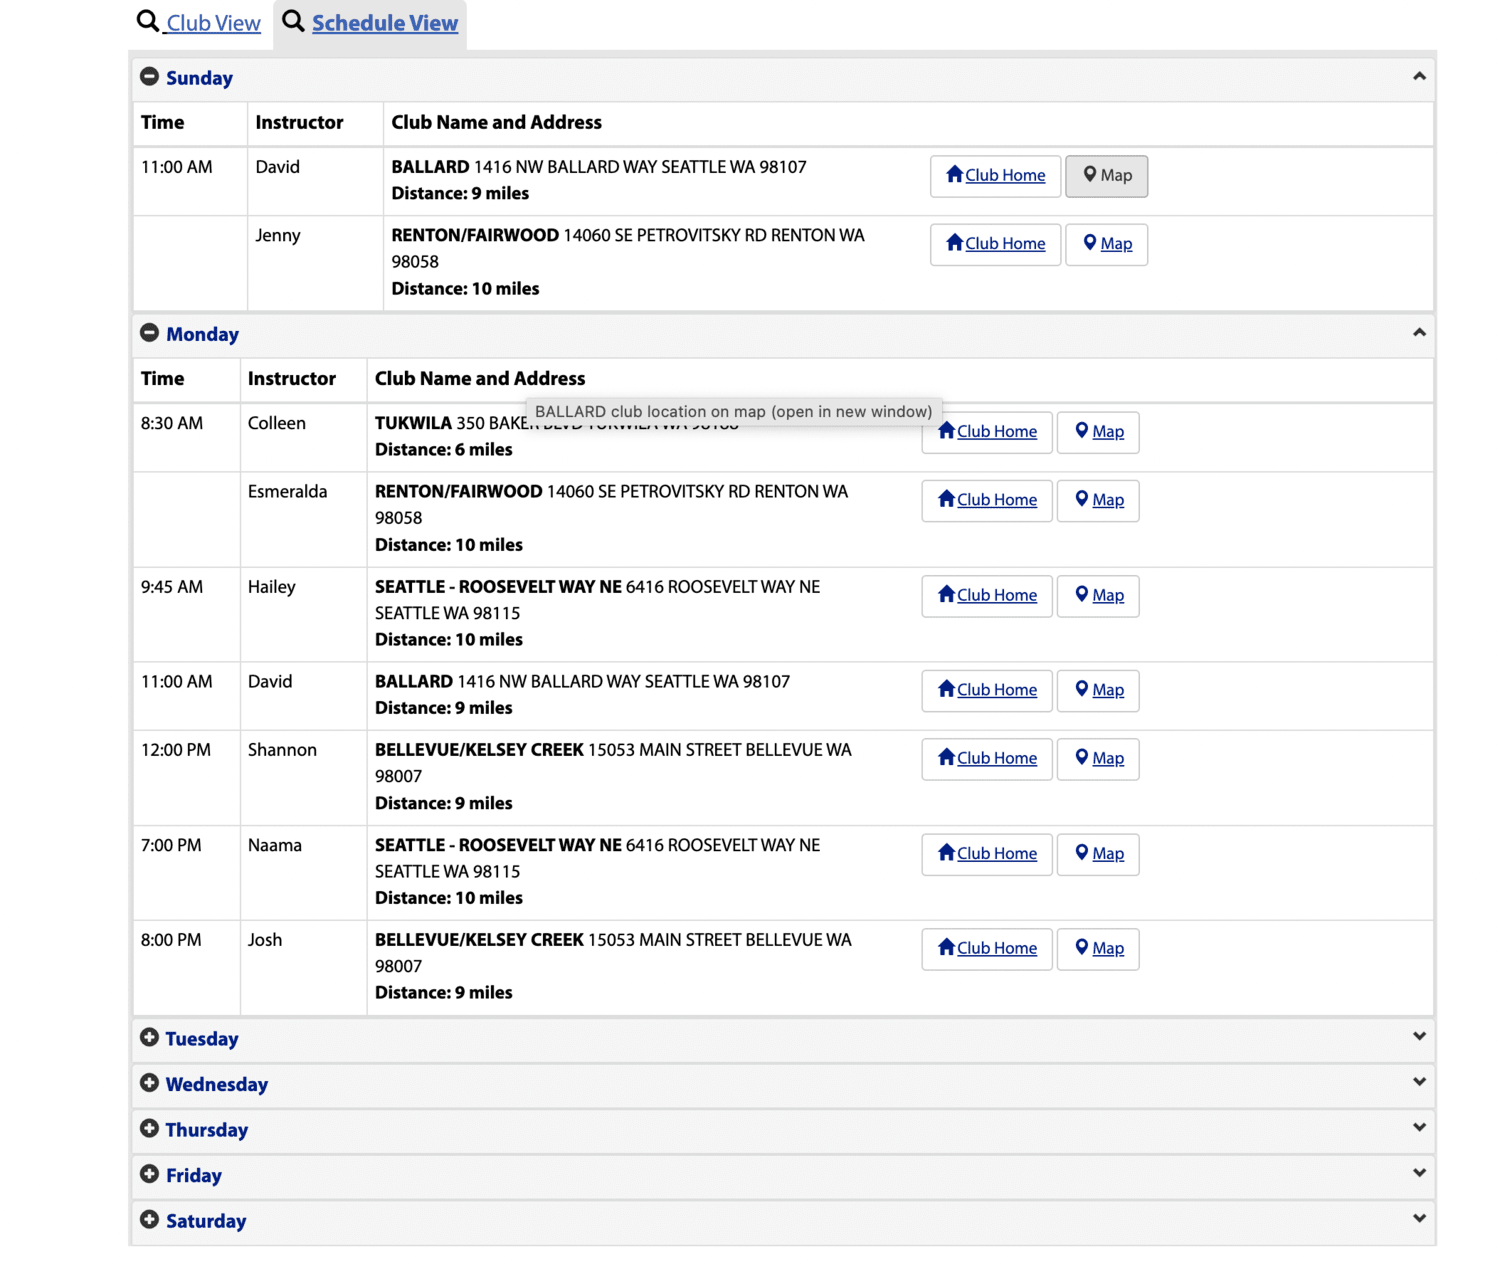 Club View Schedule View
Sunday
Time Instructor Club Name and Address
11:00 AM David BALLARD 1416 NW BALLARD WAY SEATTLE WA 98107 Club Home Map
Distance: 9 miles
Jenny RENTON/FAIRWOOD 14060 SE PETROVITSKY RD RENTON WA Club Home Map
98058
Distance: 10 miles
Monday
Time Instructor Club Name and Address
BALLARD club location on map (open in new window)
8:30 AM Colleen TUKWILA 350 BAKER Club Home Map
Distance: 6 miles
Esmeralda RENTON/FAIRWOOD 14060 SE PETROVITSKY RD RENTON WA Club Home Map
98058
Distance: 10 miles
9:45 AM Hailey SEATTLE - ROOSEVELT WAY NE 6416 ROOSEVELT WAY NE Club Home Map
SEATTLE WA 98115
Distance: 10 miles
11:00 AM David BALLARD 1416 NW BALLARD WAY SEATTLE WA 98107 Club Home Map
Distance: 9 miles
12:00 PM Shannon BELLEVUE/KELSEY CREEK 15053 MAIN STREET BELLEVUE WA Club Home Map
98007
Distance: 9 miles
7:00 PM Naama SEATTLE - ROOSEVELT WAY NE 6416 ROOSEVELT WAY NE Club Home Map
SEATTLE WA 98115
Distance: 10 miles
8:00 PM Josh BELLEVUE/KELSEY CREEK 15053 MAIN STREET BELLEVUE WA Club Home Map
98007
Distance: 9 miles
Tuesday
Wednesday
Thursday
Friday
Saturday